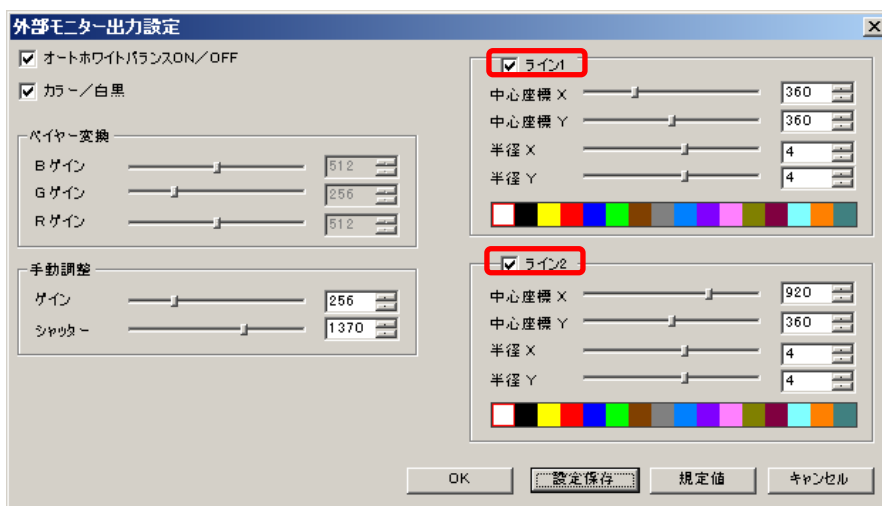 外部モニター出力設定
オートホワイトバランスON／OFF
カラー／白黒
ベイヤー変換
Bゲイン 512
Gゲイン 256
Rゲイン 512
手動調整
ゲイン 256
シャッター 1370
ライン1
中心座標 X 360
中心座標 Y 360
半径 X 4
半径 Y 4
ライン2
中心座標 X 920
中心座標 Y 360
半径 X 4
半径 Y 4
OK 設定保存 規定値 キャンセル